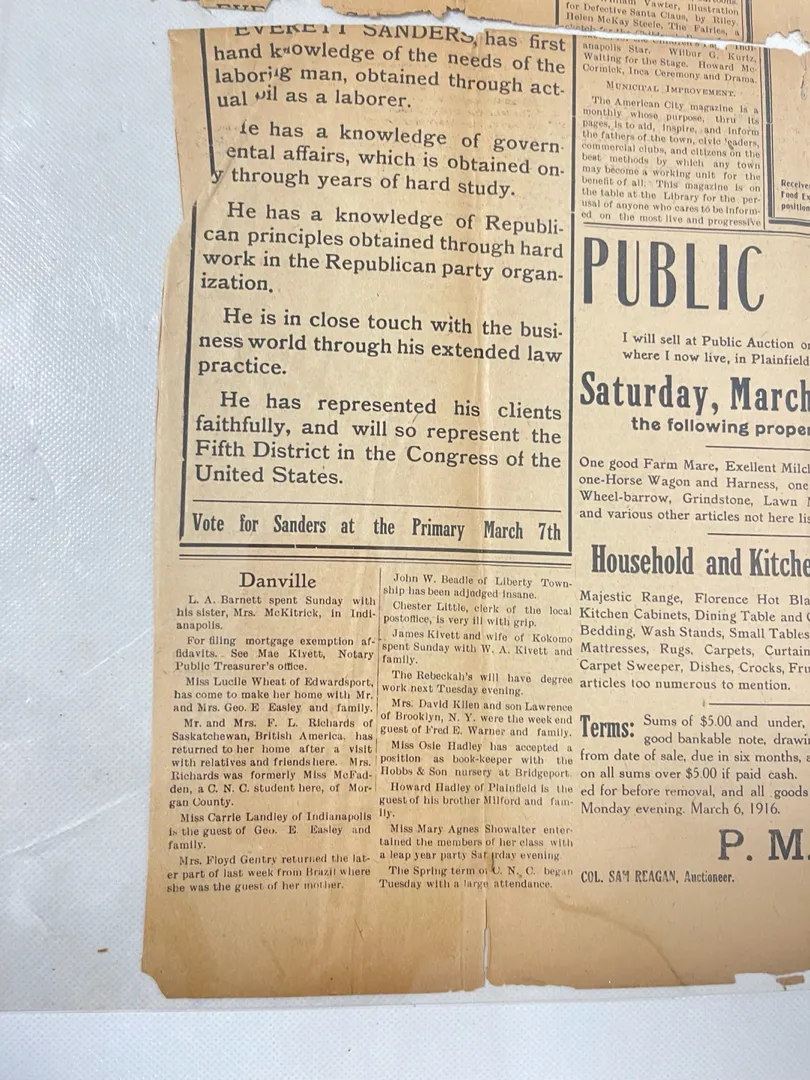 for Defective Santa Claus, by Riley.
Helen McKay Steele, The Fairies, a
EVERETT SANDERS, has first
hand knowledge of the needs of the
laboring man, obtained through act-
ual as a laborer.
has a knowledge of govern-
ental affairs, which is obtained on-
y through years of hard study.
He has a knowledge of Republi-
can principles obtained through hard
work in the Republican party organ-
ization.
He is in close touch with the busi-
ness world through his extended law
practice.
He has represented his clients
faithfully, and will so represent the
Fifth District in the Congress of the
United States.
Vote for Sanders at the Primary March 7th
Danville
L. A. Barnett spent Sunday with
his sister, Mrs. McKitrick, in Indi-
anapolis.
For filing mortgage exemption af-
fidavits. See Mae Kivett, Notary
Public Treasurer's office.
Miss Lucile Wheat of Edwardsport,
has come to make her home with Mr.
and Mrs. Geo. E Easley and family.
Mr. and Mrs. F. L. Richards of
Saskatchewan, British America, has
returned to her home after a visit
with relatives and friends here. Mrs.
Richards was formerly Miss McFad-
den, a C. N. C. student here, of Mor-
gan County.
Miss Carrie Landley of Indianapolis
is the guest of Geo. E. Easley and
family.
Mrs. Floyd Gentry returned the lat-
er part of last week from Brazil where
she was the guest of her mother.
John W. Beadle of Liberty Town-
ship has been adjodged insane.
Chester Little, clerk of the local
postoffice, is very ill with grip.
James Kivett and wife of Kokomo
spent Sunday with W. A. Kivett and
family.
The Rebeckah's will have degree
work next Tuesday evening.
Mrs. David Klien and son Lawrence
of Brooklyn, N. Y. were the week end
guest of Fred E. Warner and family.
Miss Osie Hadley has accepted a
position as book-keeper with the
Hobbs & Son nursery at Bridgeport.
Howard Hadley of Plainfield is the
guest of his brother Milford and fam-
ily.
Miss Mary Agnes Showalter enter-
tained the members of her class with
a leap year party Saturday evening.
The Spring term of C. N. C. began
Tuesday with a large attendance.
anapolis Star. Wilbur G. Kurtz,
Waiting for the Stage. Howard Mc-
Cormick, Inca Ceremony and Drama.
MUNICIPAL IMPROVEMENT.
The American City magazine is a
monthly whose purpose, thru its
pages, is to aid, inspire, and inform
the fathers of the town, civic leaders,
commercial clubs, and citizens on the
best methods by which any town
may become a working unit for the
benefit of all. This magazine is on
the table at the Library for the per-
usal of anyone who cares to be inform-
ed on the most live and progressive
Receive
Food Ex
position
PUBLIC
I will sell at Public Auction
where I now live, in Plainfield
Saturday, March
the following
One good Farm Mare, Exellent Milch
one-Horse Wagon and Harness, one
Wheel-barrow, Grindstone, Lawn
and various other articles not here
Household and Kitche
Majestic Range, Florence Hot
Kitchen Cabinets, Dining Table and
Bedding, Wash Stands, Small Tables
Mattresses, Rugs, Carpets, Curtain
Carpet Sweeper, Dishes, Crocks,
articles too numerous to mention.
Terms: Sums of $5.00 and under,
good bankable note, drawin
from date of sale, due in six months,
on all sums over $5.00 if paid cash.
ed for before removal, and all goods
Monday evening. March 6, 1916.
P. M.
COL. SAM REAGAN, Auctioneer.